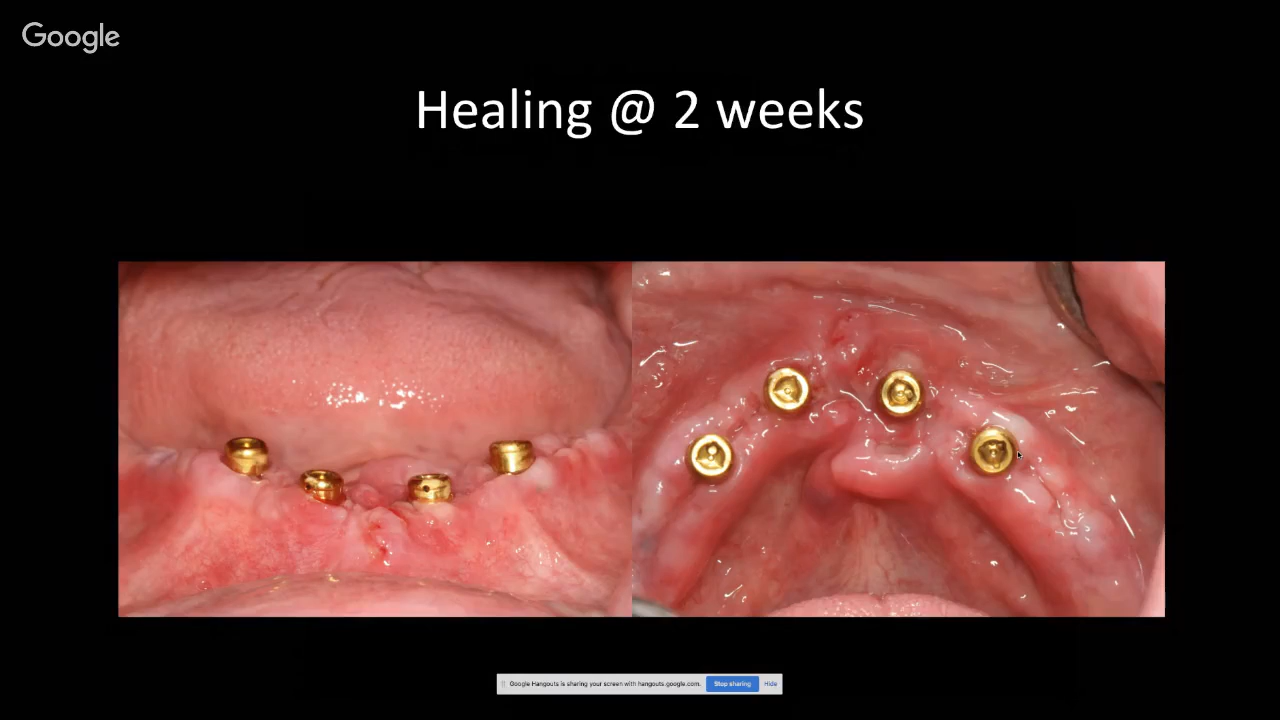 Google
Healing @ 2 weeks
Google Hangouts is sharing your screen with hangouts.google.com. Stop sharing Hide